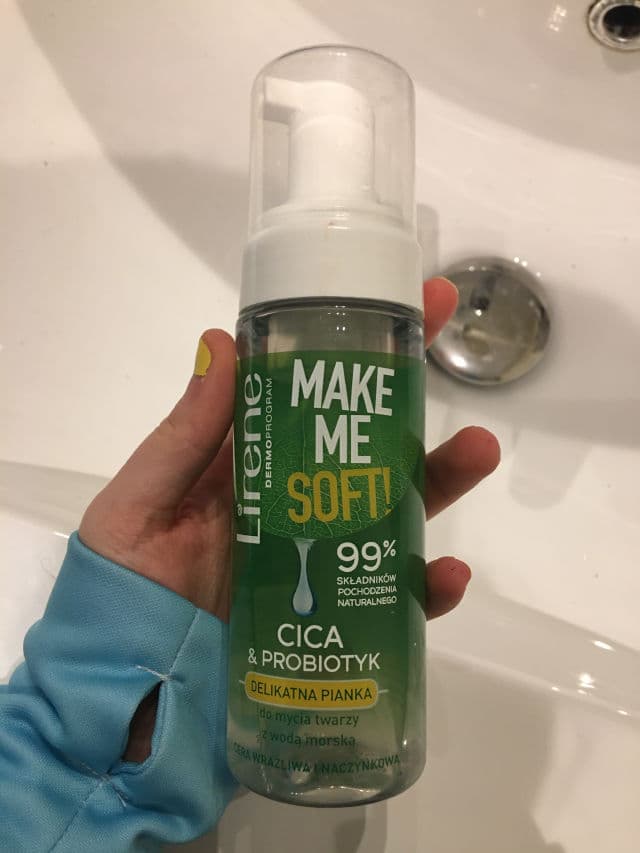 Lirene
DERMOPROGRAM
MAKE
ME
SOFT!
99%
SKŁADNIKÓW
POCHODZENIA
NATURALNEGO
CICA
& PROBIOTYK
DELIKATNA PIANKA
do mycia twarzy
z wodą morską
CERA WRAŻLIWA I NACZYNKOWA